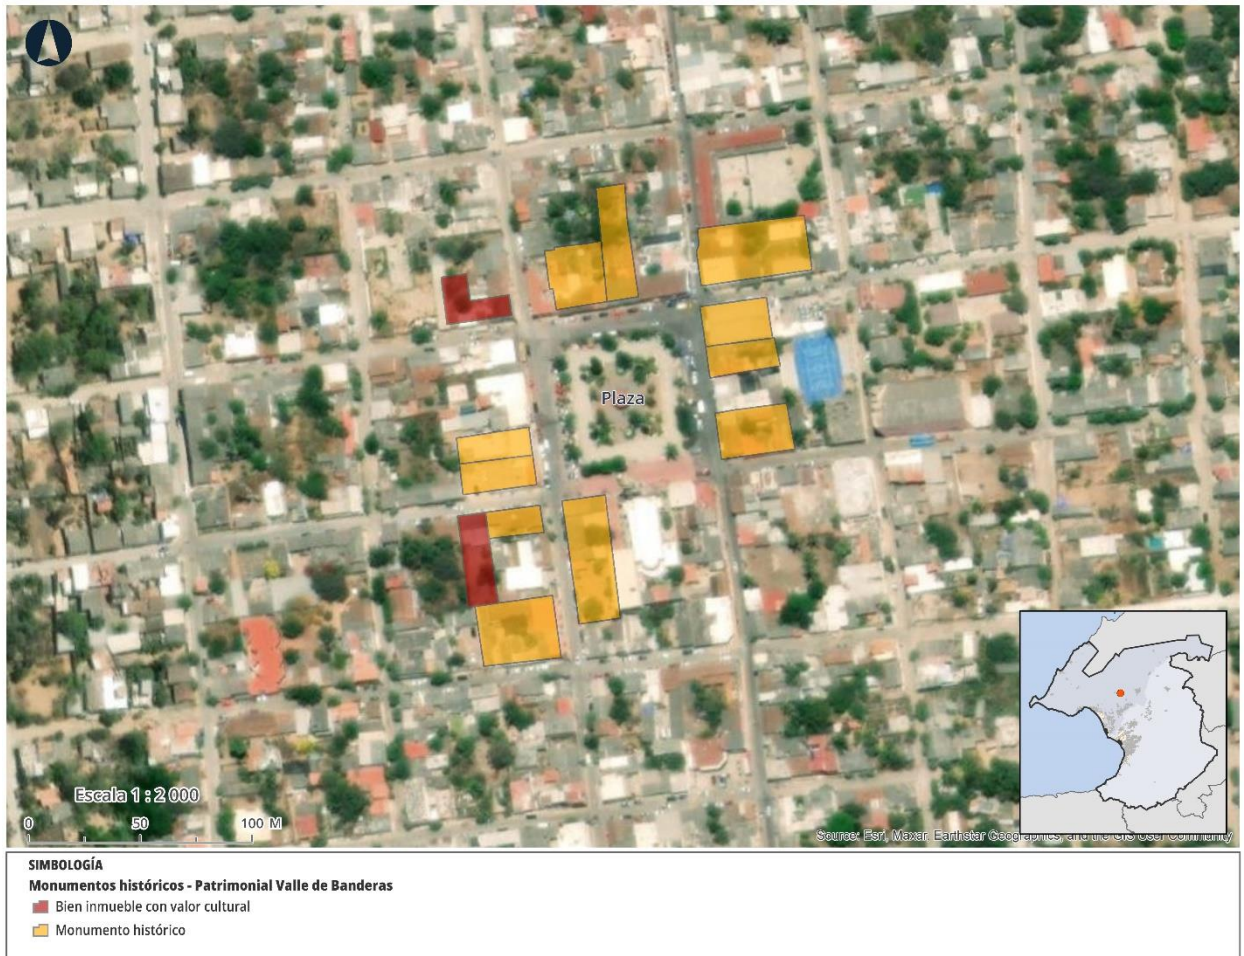 Plaza
Escala 1 : 2 000
0 50 100 M
Source: Esri, Maxar, Earthstar Geographics, and the GIS User Community
SIMBOLOGÍA
Monumentos históricos - Patrimonial Valle de Banderas
Bien inmueble con valor cultural
Monumento histórico